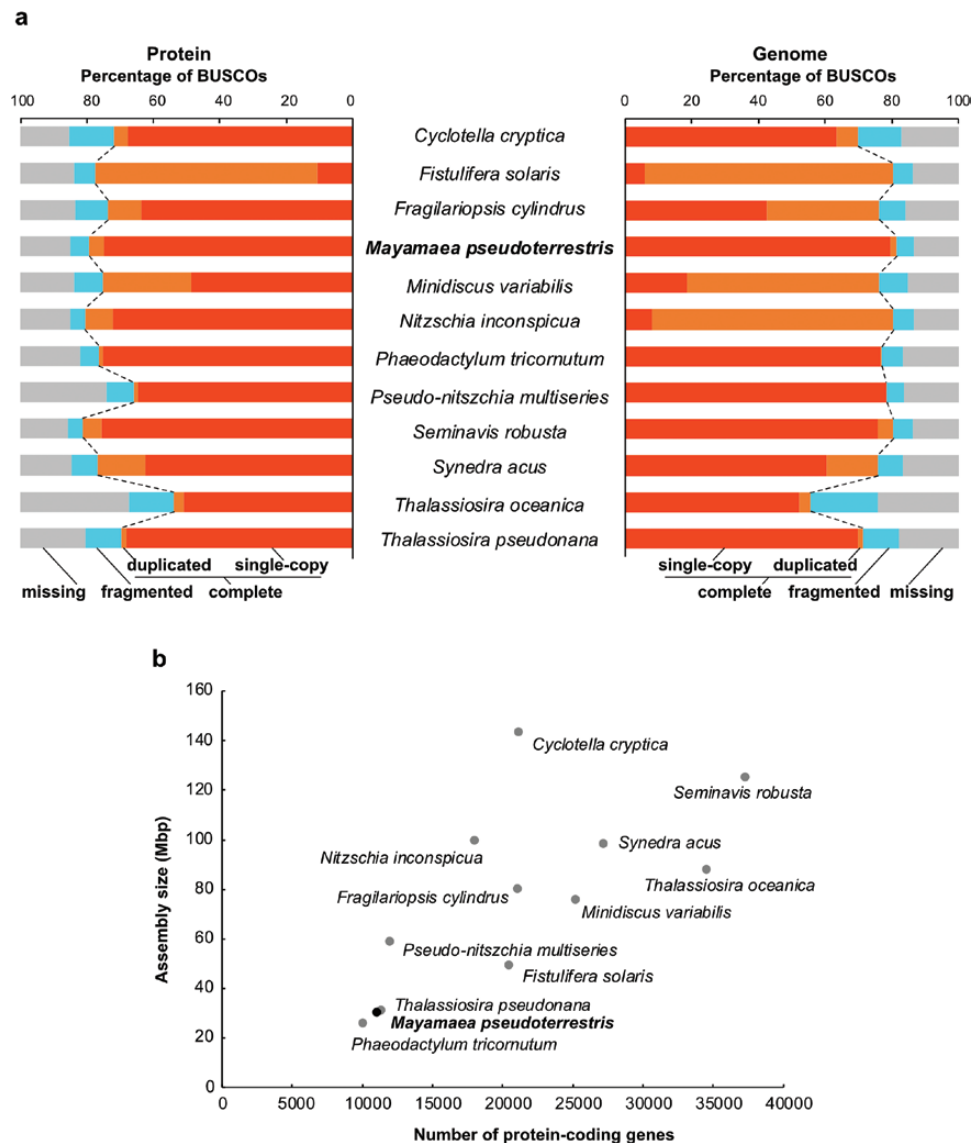 a
Protein
Percentage of BUSCOs
100 80 60 40 20 0
Genome
Percentage of BUSCOs
0 20 40 60 80 100
Cyclotella cryptica
Fistulifera solaris
Fragilariopsis cylindrus
Mayamaea pseudoterrestris
Minidiscus variabilis
Nitzschia inconspicua
Phaeodactylum tricornutum
Pseudo-nitszchia multiseries
Seminavis robusta
Synedra acus
Thalassiosira oceanica
Thalassiosira pseudonana
duplicated single-copy
missing fragmented complete
single-copy duplicated
complete fragmented missing
b
Assembly size (Mbp)
160
140
120
100
80
60
40
20
0
Cyclotella cryptica
Seminavis robusta
Synedra acus
Nitzschia inconspicua
Thalassiosira oceanica
Fragilariopsis cylindrus
Minidiscus variabilis
Pseudo-nitszchia multiseries
Fistulifera solaris
Thalassiosira pseudonana
Mayamaea pseudoterrestris
Phaeodactylum tricornutum
0 5000 10000 15000 20000 25000 30000 35000 40000
Number of protein-coding genes